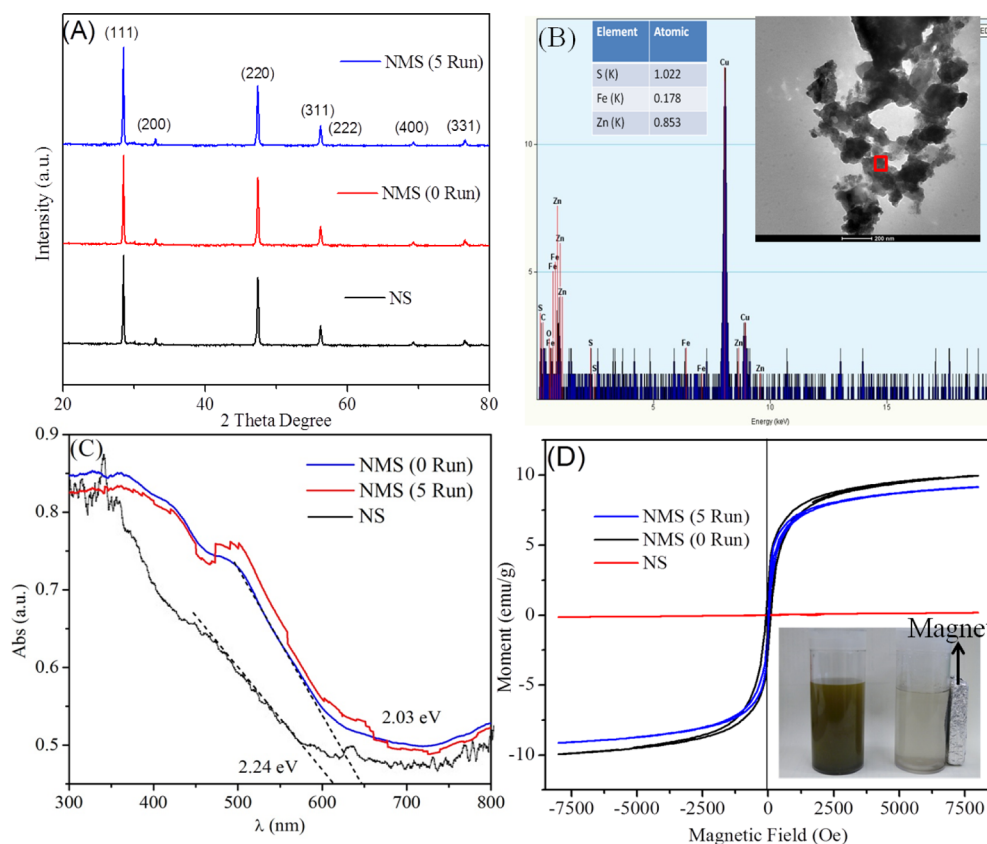 (A)
(111)
(200)
(220)
(311)
(222)
(400)
(331)
NMS (5 Run)
NMS (0 Run)
NS
Intensity (a.u.)
20
40
60
80
2 Theta Degree
(B)
Element Atomic
S (K) 1.022
Fe (K) 0.178
Zn (K) 0.853
200 nm
Cu
10
5
Zn
Zn
Fe
Fe
Zn
S
C
O
Fe
S
S
Fe
Fe
Zn
Cu
Zn
5
10
15
Energy (keV)
(C)
0.9
0.8
0.7
0.6
0.5
Abs (a.u.)
NMS (0 Run)
NMS (5 Run)
NS
2.03 eV
2.24 eV
300
400
500
600
700
800
λ (nm)
(D)
10
5
0
-5
-10
Moment (emu/g)
NMS (5 Run)
NMS (0 Run)
NS
Magnet
-7500
-5000
-2500
0
2500
5000
7500
Magnetic Field (Oe)